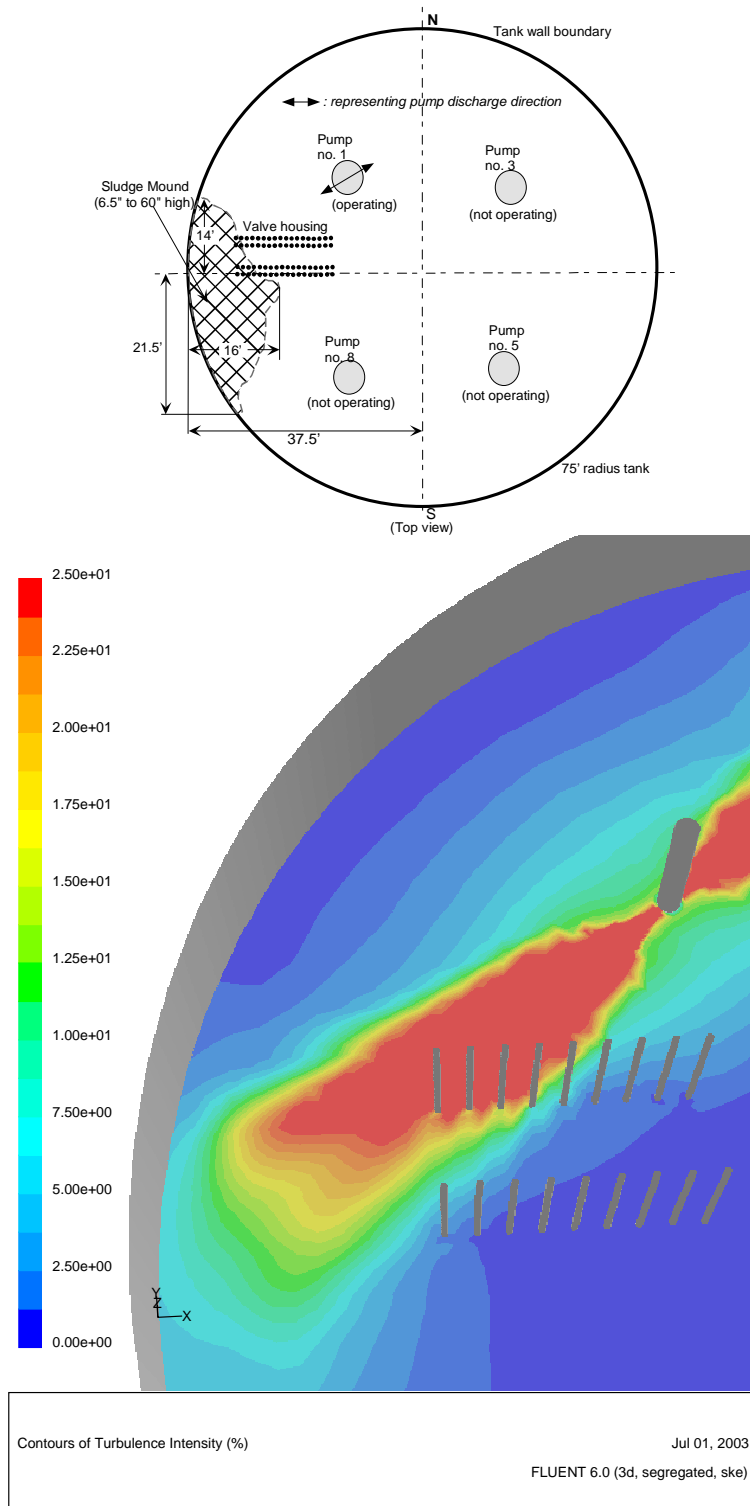 N
Tank wall boundary
: representing pump discharge direction
Pump
no. 1
(operating)
Pump
no. 3
(not operating)
Sludge Mound
(6.5" to 60" high)
Valve housing
14'
21.5'
16'
Pump
no. 8
(not operating)
Pump
no. 5
(not operating)
37.5'
75' radius tank
S
(Top view)
2.50e+01
2.25e+01
2.00e+01
1.75e+01
1.50e+01
1.25e+01
1.00e+01
7.50e+00
5.00e+00
2.50e+00
0.00e+00
Y
Z
X
Contours of Turbulence Intensity (%)
Jul 01, 2003
FLUENT 6.0 (3d, segregated, ske)